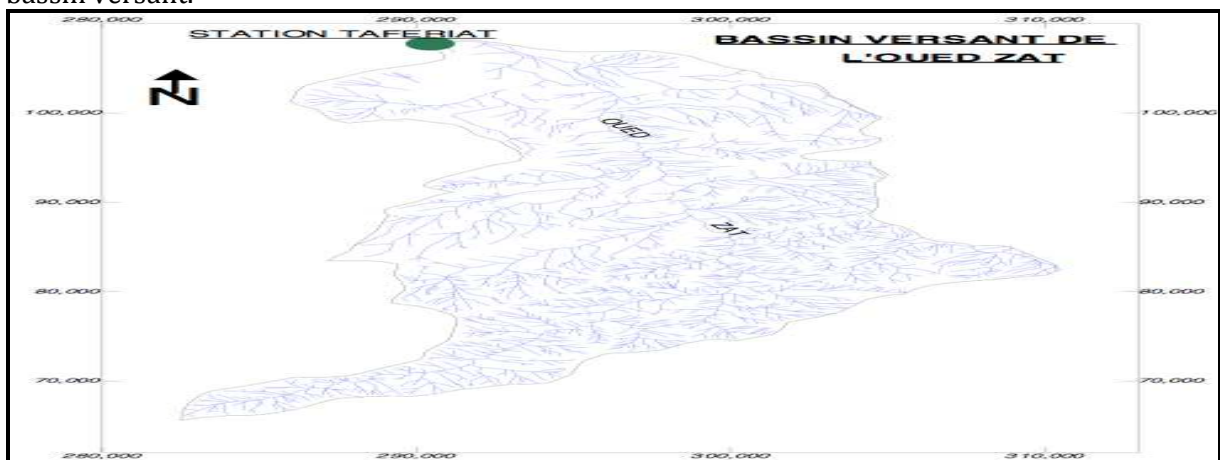 bassin versant.
280,000 290,000 300,000 310,000
STATION TAFERIAT
BASSIN VERSANT DE
L'OUED ZAT
N
100,000 100,000
OUED
90,000 90,000
ZAT
80,000 80,000
70,000 70,000
280,000 290,000 300,000 310,000